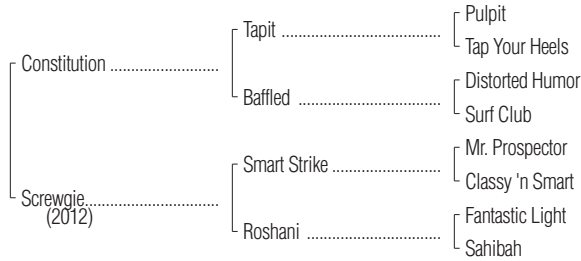 Pulpit
Tapit ..........................................
Tap Your Heels
Constitution .............................
Distorted Humor
Baffled .....................................
Surf Club
Mr. Prospector
Smart Strike ............................
Classy 'n Smart
Screwgie...................................
(2012)
Fantastic Light
Roshani ...................................
Sahibah